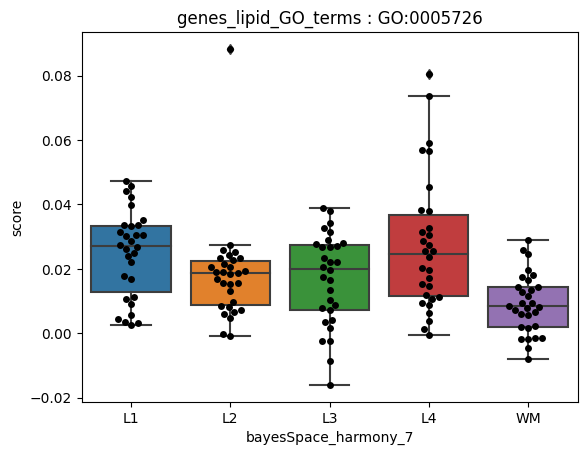 genes_lipid_GO_terms : GO:0005726
score
0.08
0.06
0.04
0.02
0.00
−0.02
L1
L2
L3
L4
WM
bayesSpace_harmony_7